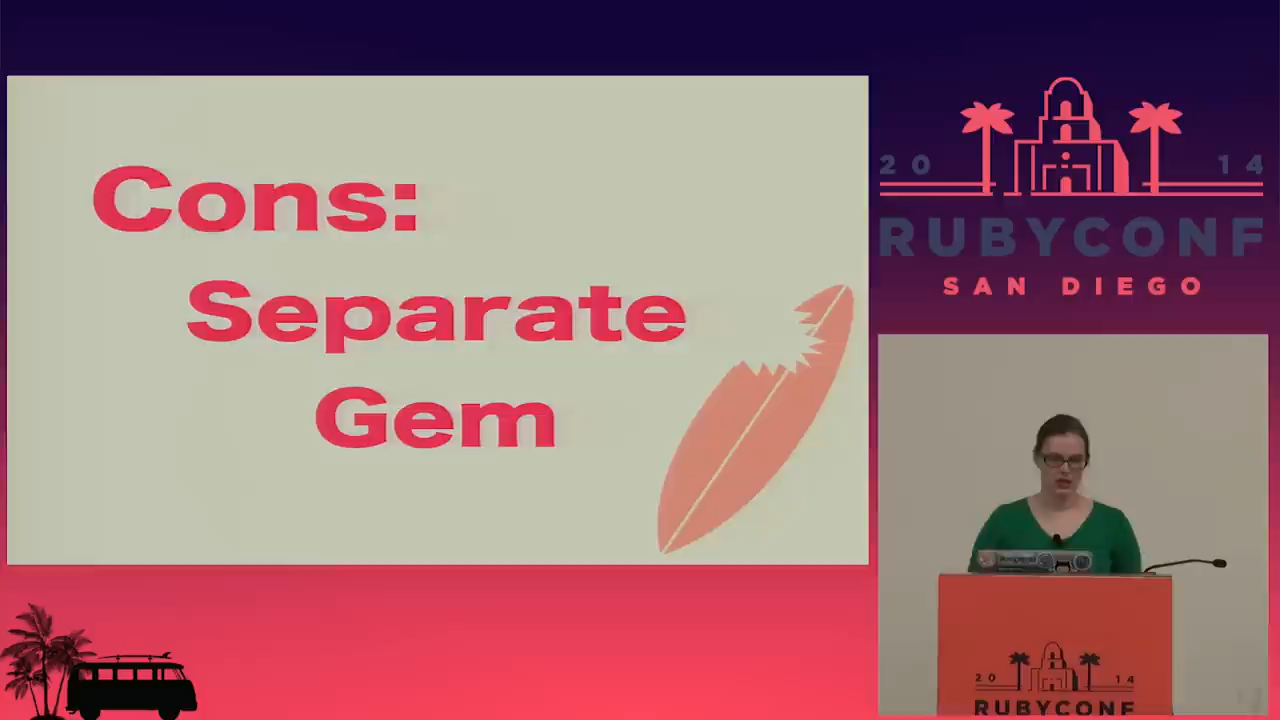 Cons:
Separate
Gem
20 14
RUBYCONF
SAN DIEGO
20 14
RUBYCONF